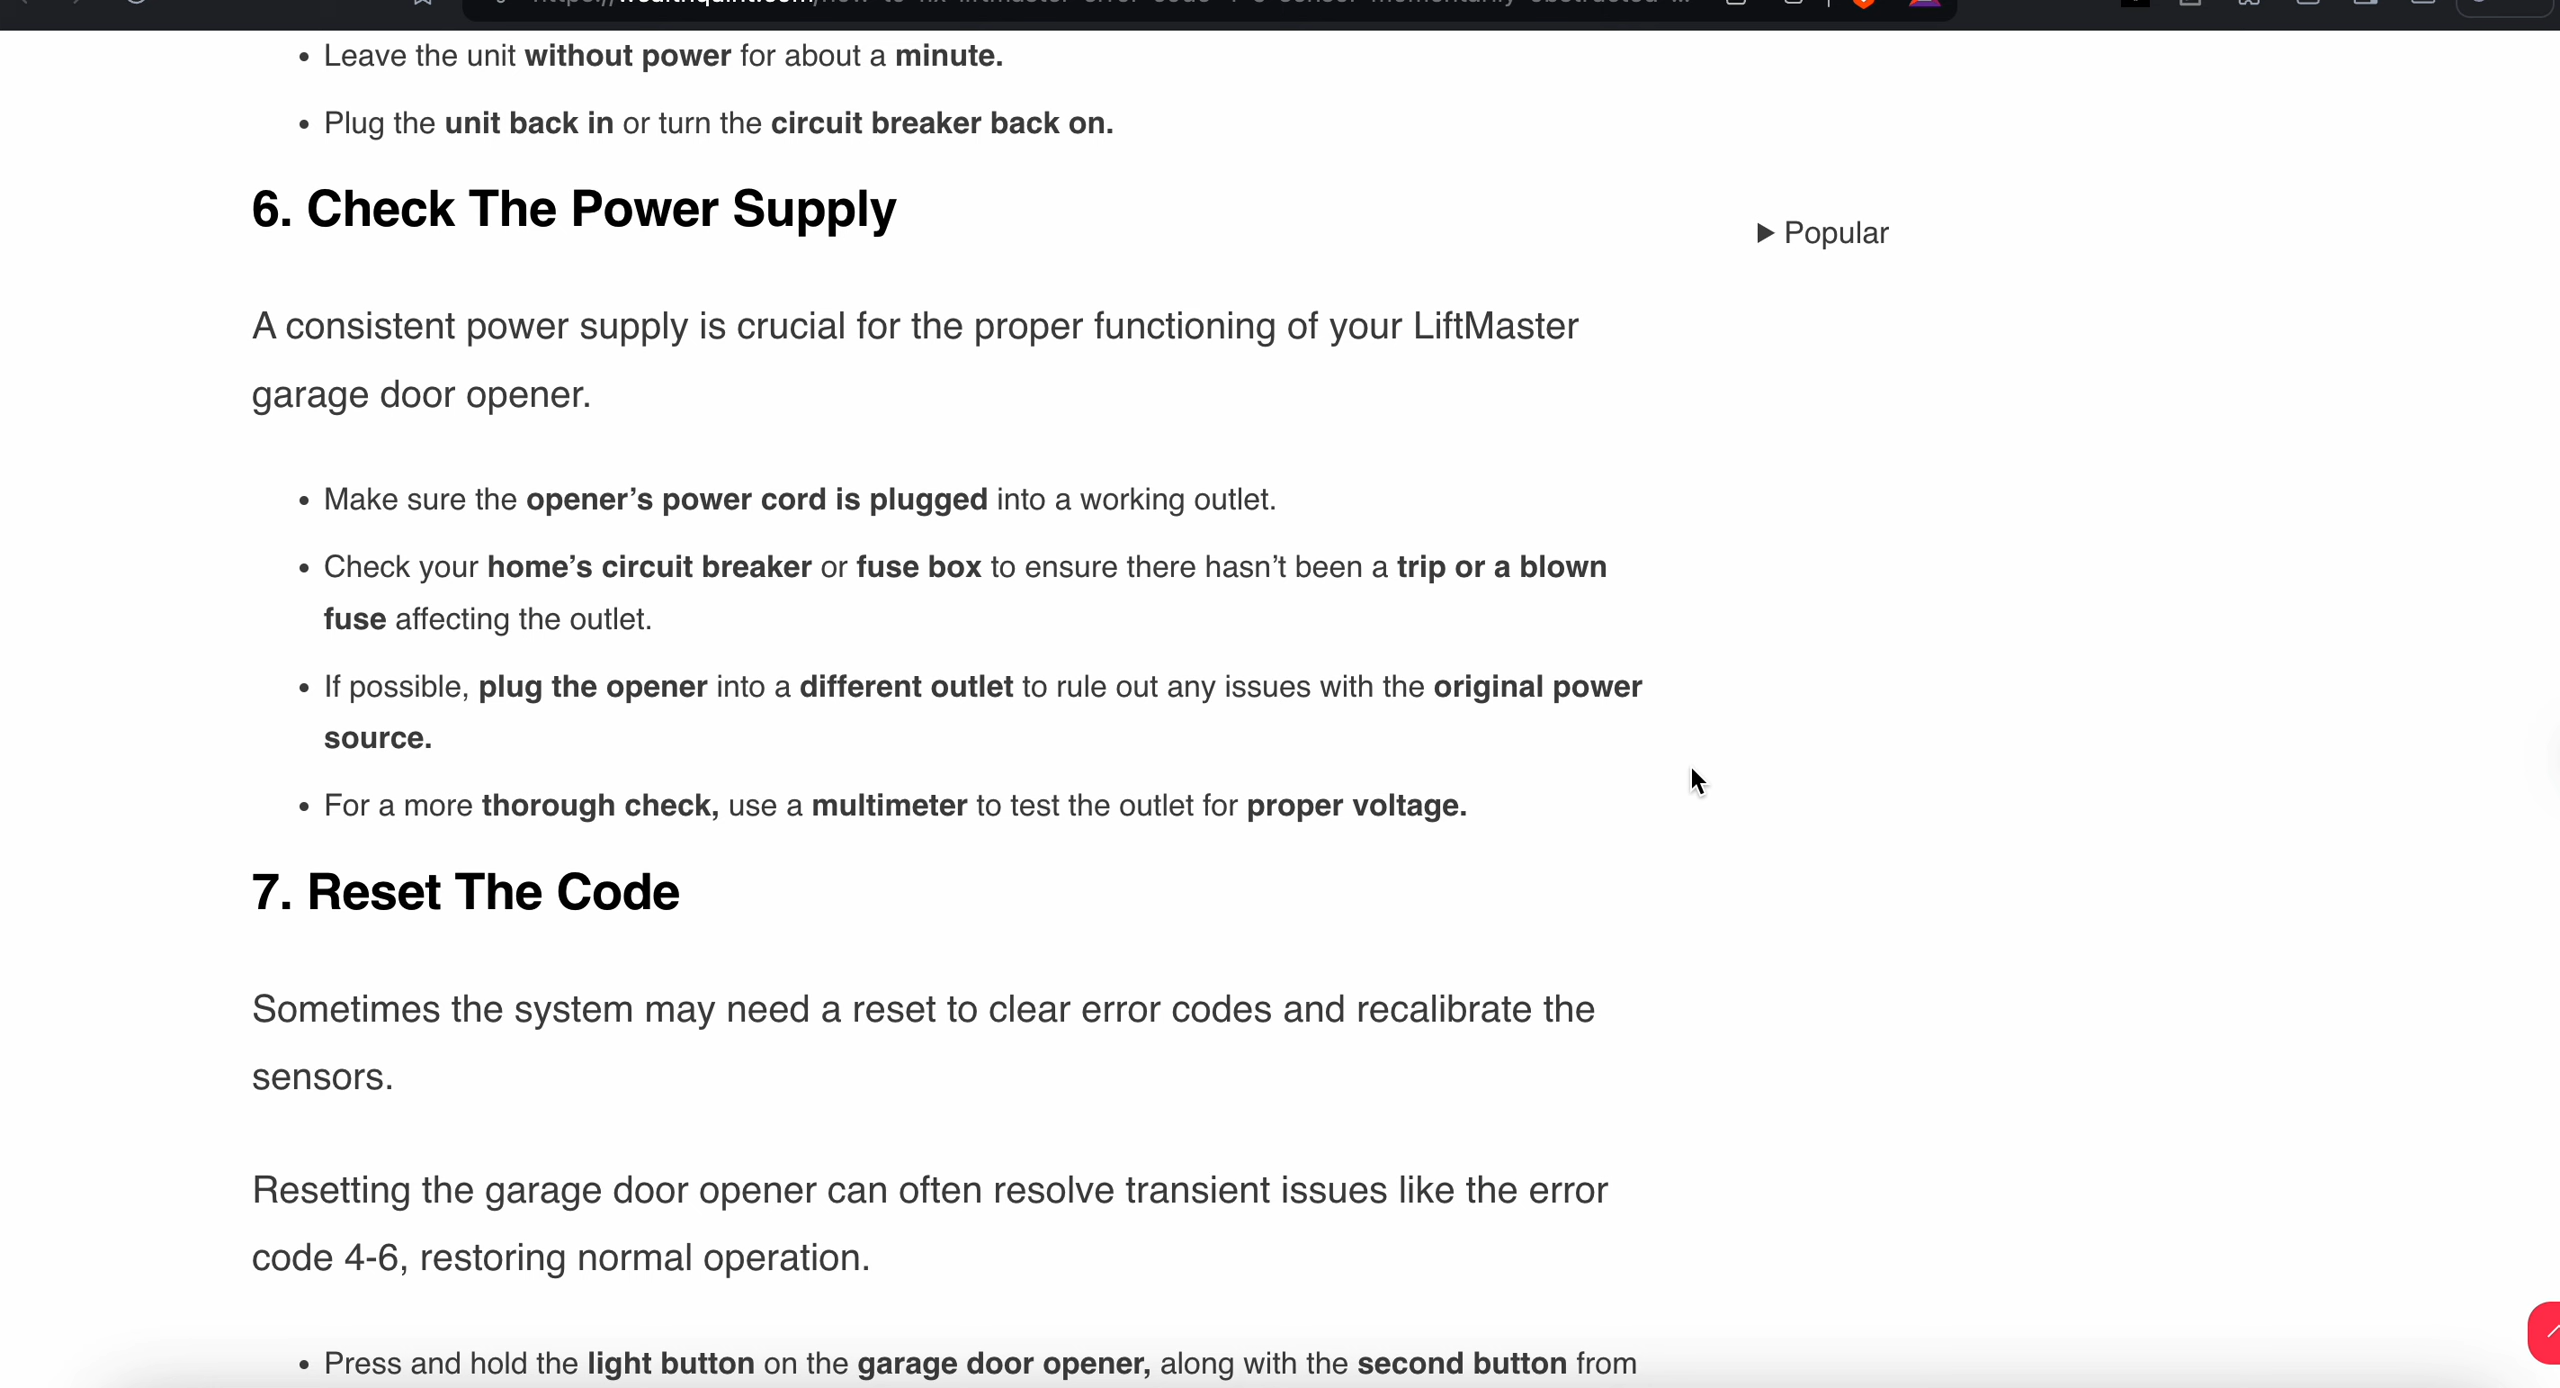 Leave the unit without power for about a minute.
Plug the unit back in or turn the circuit breaker back on.
6. Check The Power Supply
Popular
A consistent power supply is crucial for the proper functioning of your LiftMaster
garage door opener.
Make sure the opener’s power cord is plugged into a working outlet.
Check your home’s circuit breaker or fuse box to ensure there hasn’t been a trip or a blown
fuse affecting the outlet.
If possible, plug the opener into a different outlet to rule out any issues with the original power
source.
For a more thorough check, use a multimeter to test the outlet for proper voltage.
7. Reset The Code
Sometimes the system may need a reset to clear error codes and recalibrate the
sensors.
Resetting the garage door opener can often resolve transient issues like the error
code 4-6, restoring normal operation.
Press and hold the light button on the garage door opener, along with the second button from